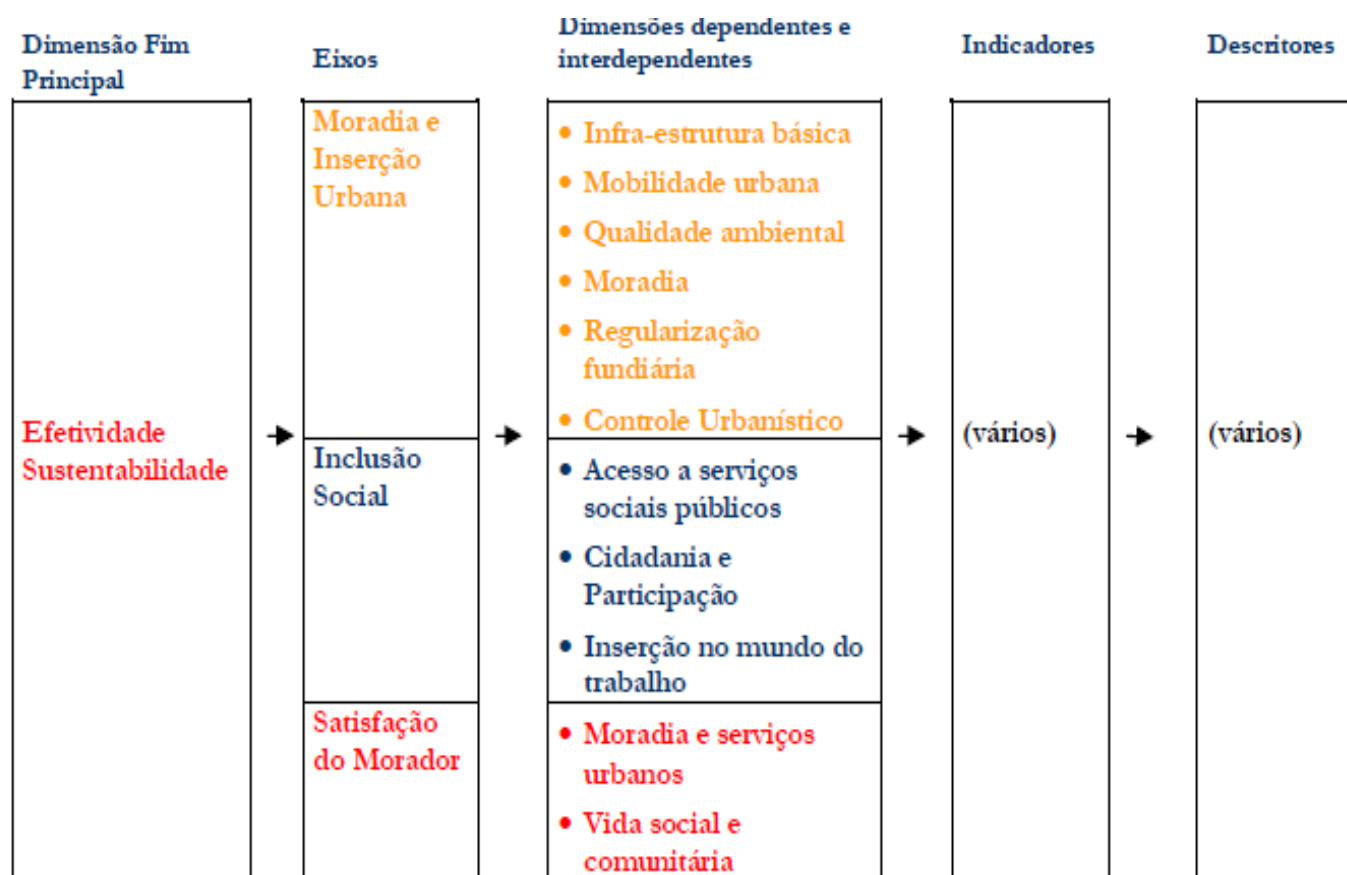 Dimensão Fim
Principal
Eixos
Dimensões dependentes e
interdependentes
Indicadores
Descritores
Efetividade
Sustentabilidade
Moradia e
Inserção
Urbana
• Infra-estrutura básica
• Mobilidade urbana
• Qualidade ambiental
• Moradia
• Regularização
fundiária
• Controle Urbanístico
Inclusão
Social
• Acesso a serviços
sociais públicos
• Cidadania e
Participação
• Inserção no mundo do
trabalho
Satisfação
do Morador
• Moradia e serviços
urbanos
• Vida social e
comunitária
(vários)
(vários)